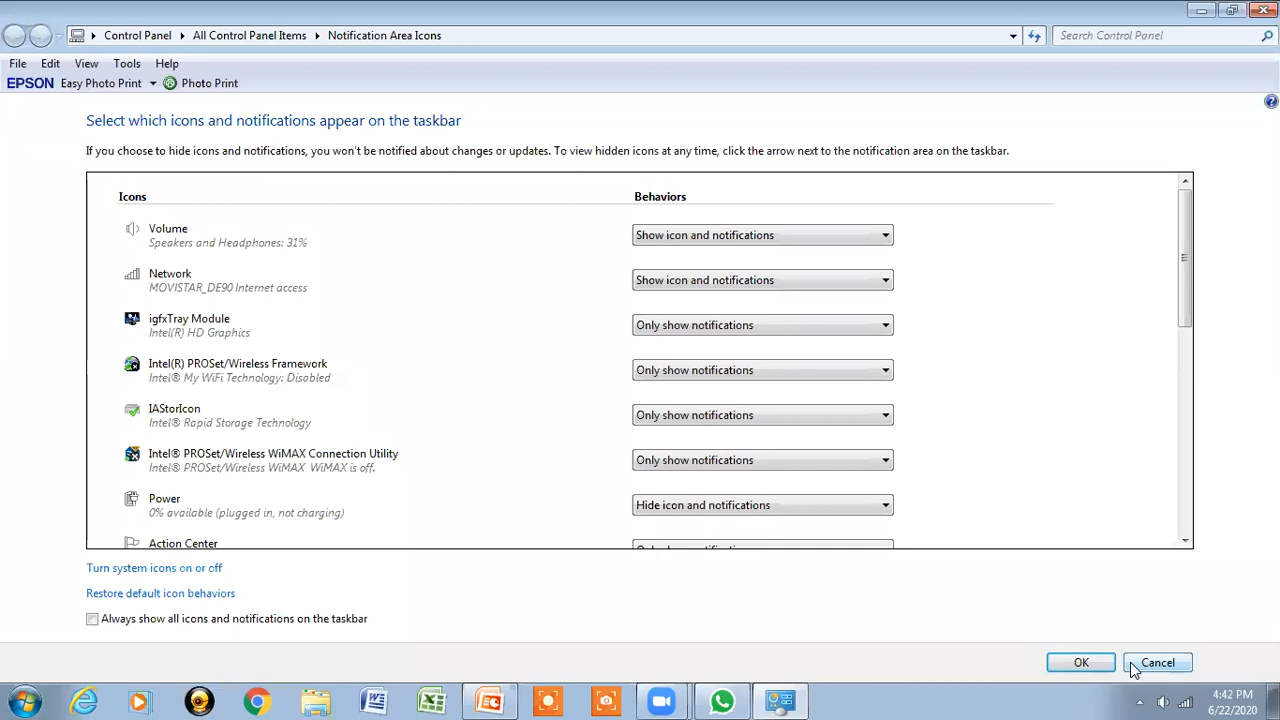 Control Panel All Control Panel Items Notification Area Icons Search Control Panel
File Edit View Tools Help
EPSON Easy Photo Print Photo Print
Select which icons and notifications appear on the taskbar
If you choose to hide icons and notifications, you won't be notified about changes or updates. To view hidden icons at any time, click the arrow next to the notification area on the taskbar.
Icons Behaviors
Volume
Speakers and Headphones: 31%
Show icon and notifications
Network
MOVISTAR_DE90 Internet access
Show icon and notifications
igfxTray Module
Intel(R) HD Graphics
Only show notifications
Intel(R) PROSet/Wireless Framework
Intel® My WiFi Technology: Disabled
Only show notifications
IAStorIcon
Intel® Rapid Storage Technology
Only show notifications
Intel® PROSet/Wireless WiMAX Connection Utility
Intel® PROSet/Wireless WiMAX WiMAX is off.
Only show notifications
Power
0% available (plugged in, not charging)
Hide icon and notifications
Action Center
Turn system icons on or off
Restore default icon behaviors
Always show all icons and notifications on the taskbar
OK Cancel
4:42 PM
6/22/2020